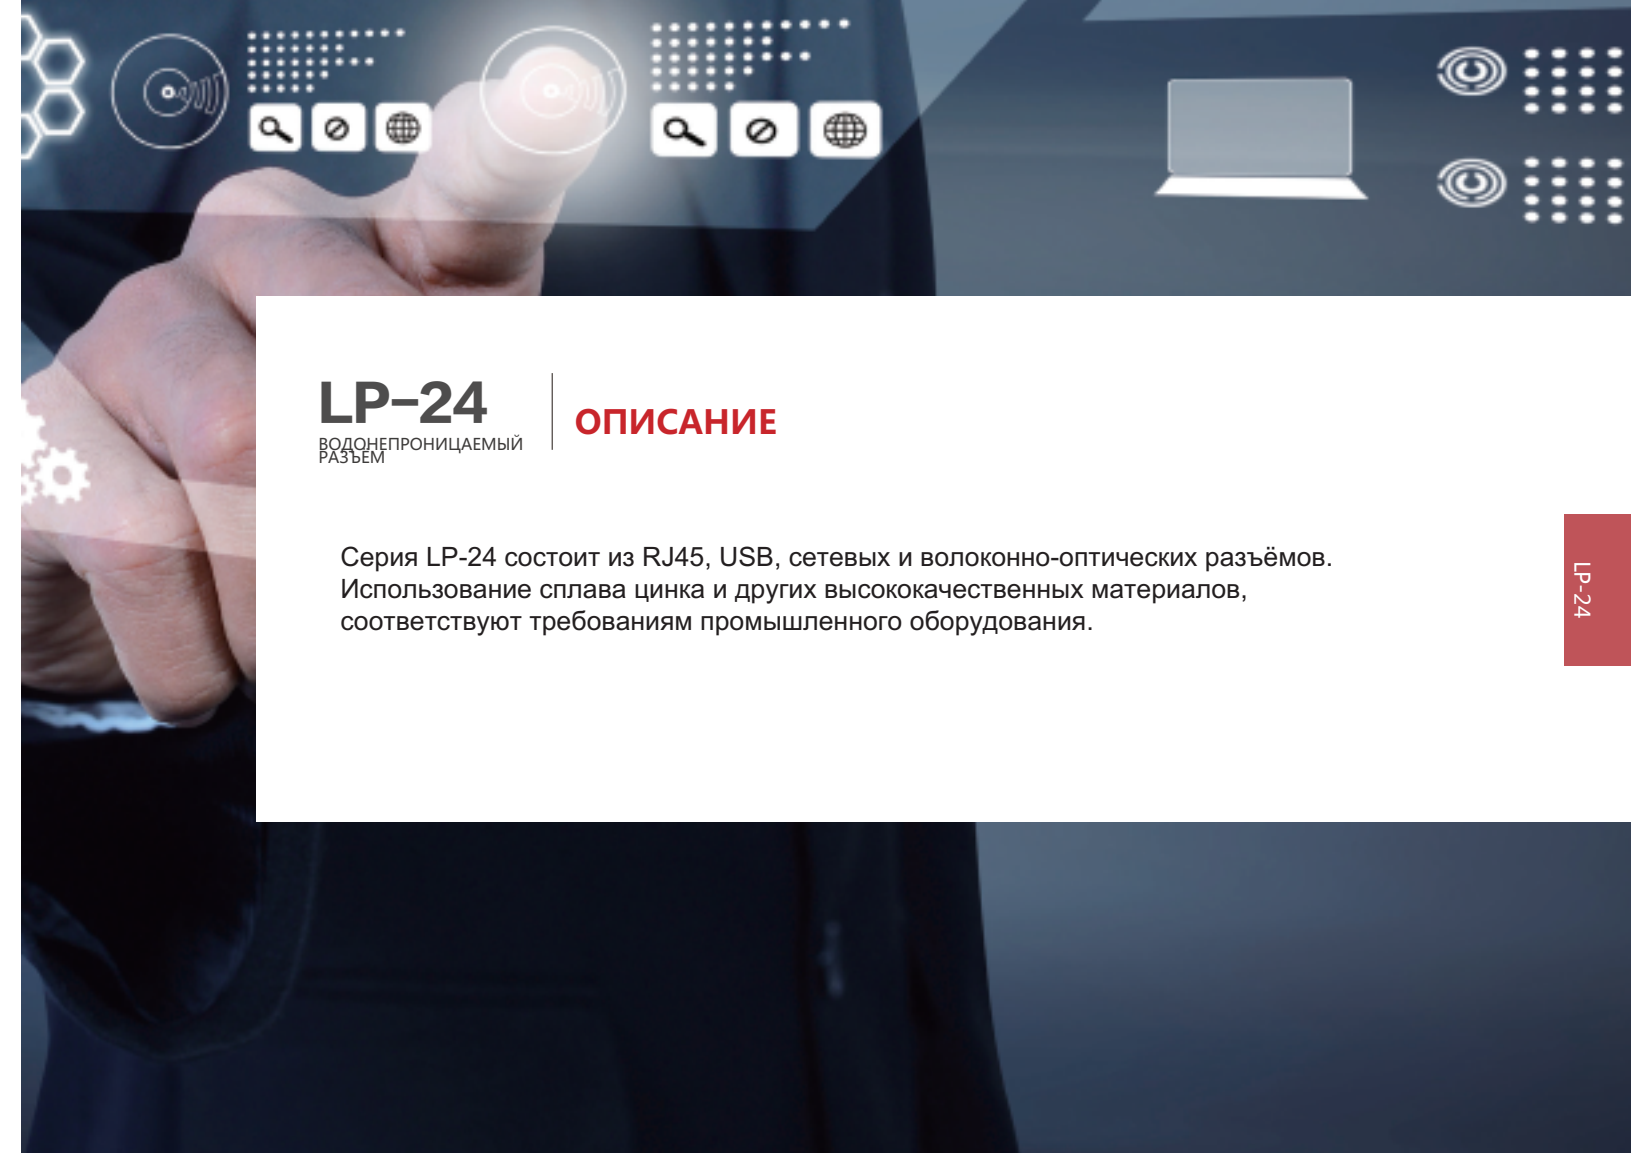 LP-24
ВОДОНЕПРОНИЦАЕМЫЙ
РАЗЪЁМ
ОПИСАНИЕ
Серия LP-24 состоит из RJ45, USB, сетевых и волоконно-оптических разъёмов.
Использование сплава цинка и других высококачественных материалов,
соответствуют требованиям промышленного оборудования.
LP-24